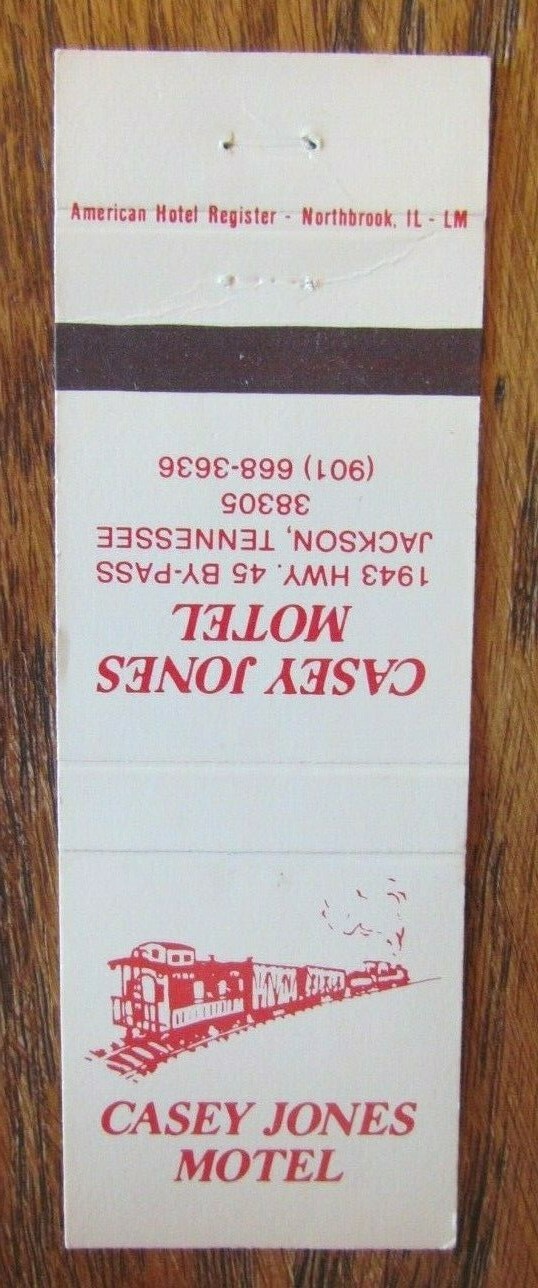 American Hotel Register - Northbrook, IL - LM
CASEY JONES
MOTEL
1943 HWY. 45 BY-PASS
JACKSON, TENNESSEE
38305
(901) 668-3636
CASEY JONES
MOTEL